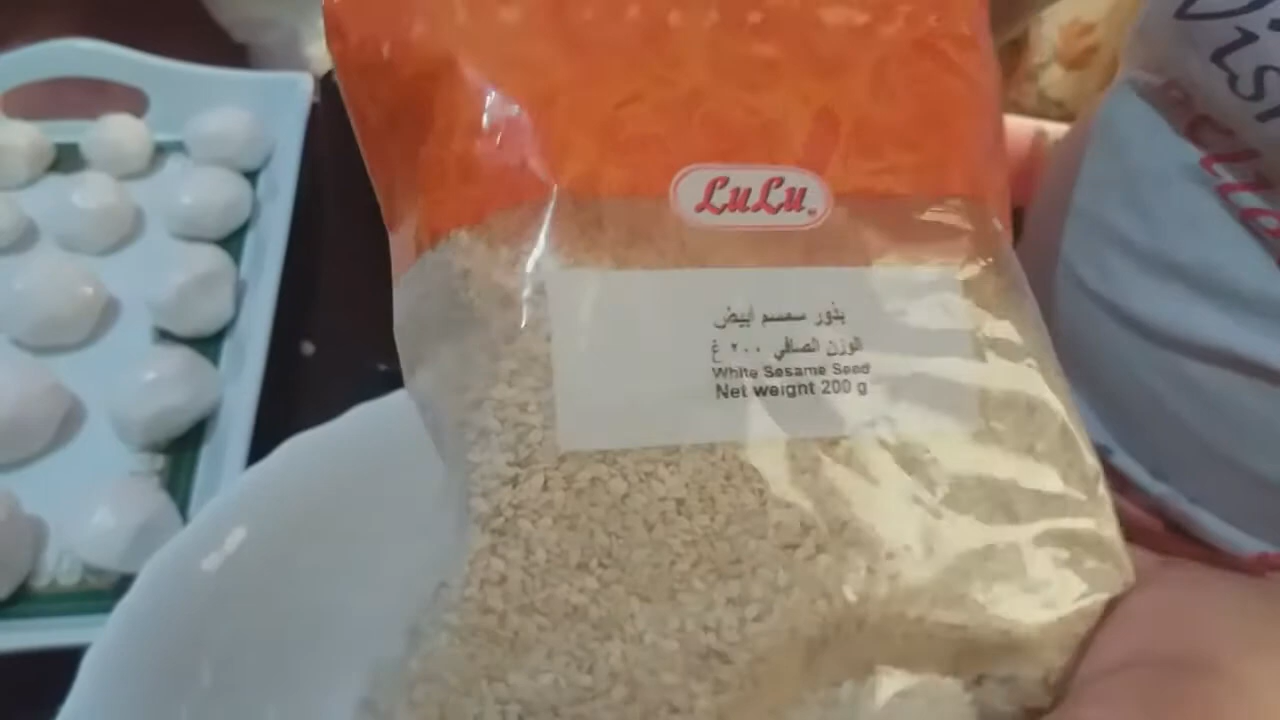 LuLu
بذور سمسم أبيض
الوزن الصافي ٢٠٠ غ
White Sesame Seed
Net weight 200 g